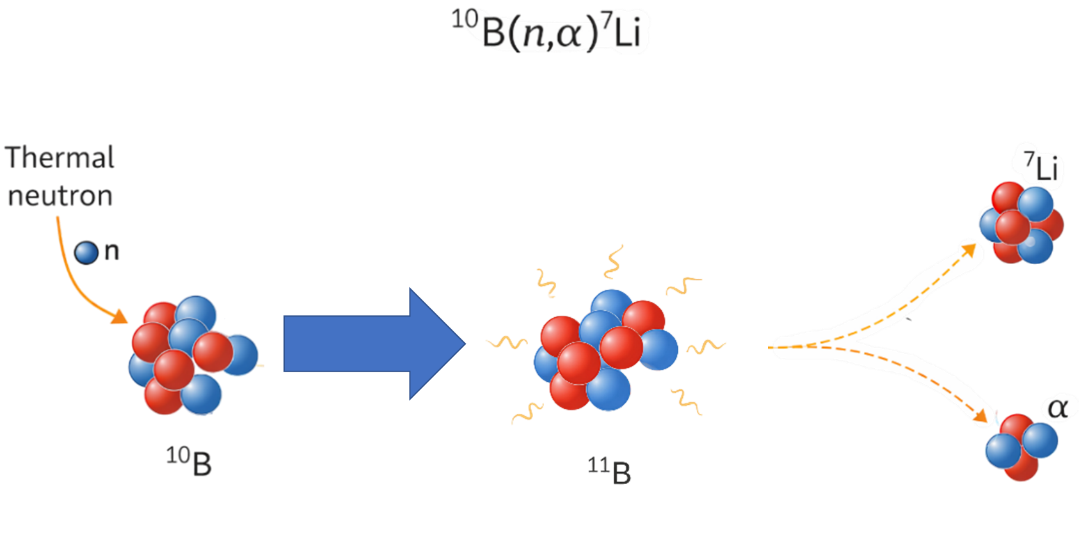 ¹⁰B(n,α)⁷Li
Thermal
neutron
n
¹⁰B
¹¹B
⁷Li
α